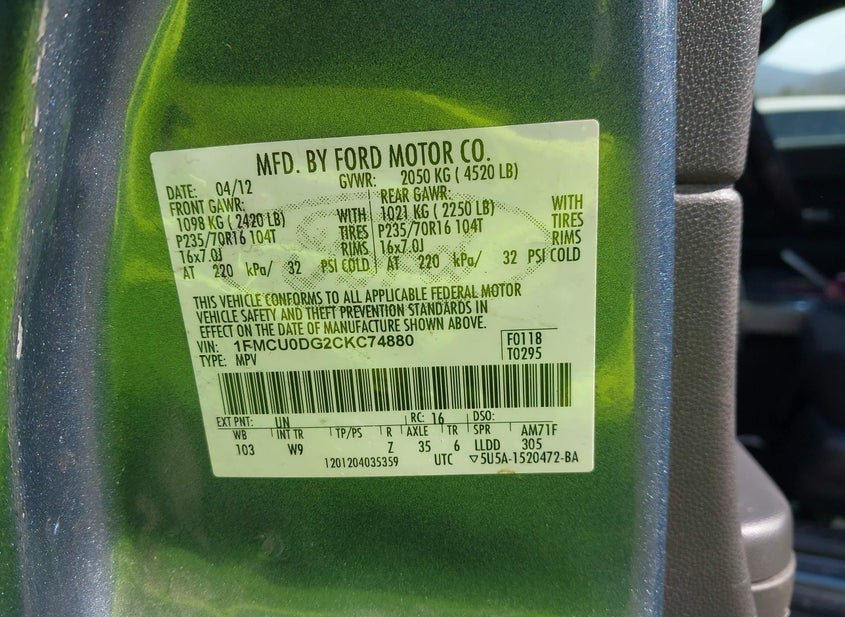 MFD. BY FORD MOTOR CO.
DATE: 04/12 GVWR: 2050 KG ( 4520 LB)
FRONT GAWR: REAR GAWR:
1098 KG ( 2420 LB) WITH 1021 KG ( 2250 LB) WITH
P235/70R16 104T TIRES P235/70R16 104T TIRES
16x7.0J RIMS 16x7.0J RIMS
AT 220 kPa/ 32 PSI COLD AT 220 kPa/ 32 PSI COLD
THIS VEHICLE CONFORMS TO ALL APPLICABLE FEDERAL MOTOR
VEHICLE SAFETY AND THEFT PREVENTION STANDARDS IN
EFFECT ON THE DATE OF MANUFACTURE SHOWN ABOVE.
VIN: 1FMCU0DG2CKC74880 F0118
TYPE: MPV T0295
EXT PNT: UN RC: 16 DSO:
WB INT TR TP/PS R AXLE TR SPR AM71F
103 W9 Z 35 6 LLDD 305
1201204035359 UTC ▽5U5A-1520472-BA